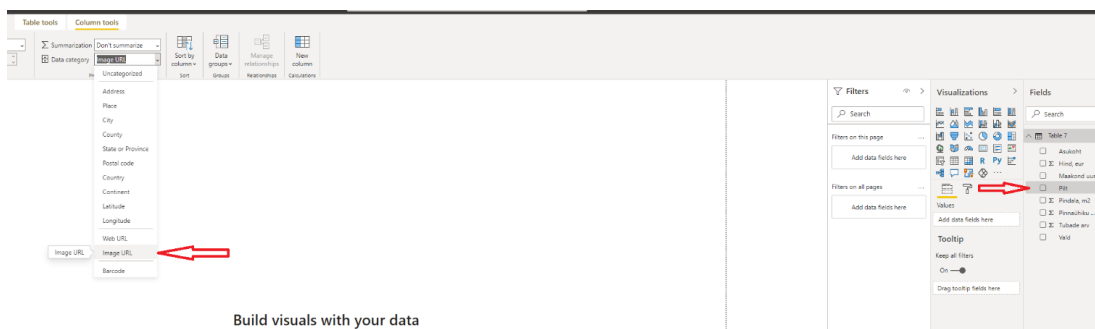 Table tools Column tools
Summarization Don't summarize
Data category Image URL
Sort by column
Data groups
Manage relationships
New column
Sort
Groups
Relationships
Calculations
Uncategorized
Address
Place
City
County
State or Province
Postal code
Country
Continent
Latitude
Longitude
Web URL
Image URL
Image URL
Barcode
Build visuals with your data
Filters
Search
Filters on this page
Add data fields here
Filters on all pages
Add data fields here
Visualizations
R Py
Values
Add data fields here
Tooltip
Keep all filters
On
Drag tooltip fields here
Fields
Search
Table 7
Asukoht
Σ Hind, eur
Maakond uus
Pilt
Σ Pindala, m2
Σ Pinnaühiku ...
Σ Tubade arv
Vald